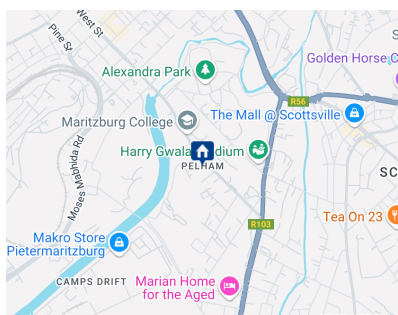 West St
Pine St
Alexandra Park
Golden Horse C
R56
The Mall @ Scottsville
Maritzburg College
Harry Gwala
dium
PELHAM
Moses Mabhida Rd
SC
Tea On 23
R103
Makro Store
Pietermaritzburg
CAMPS DRIFT
Marian Home
for the Aged